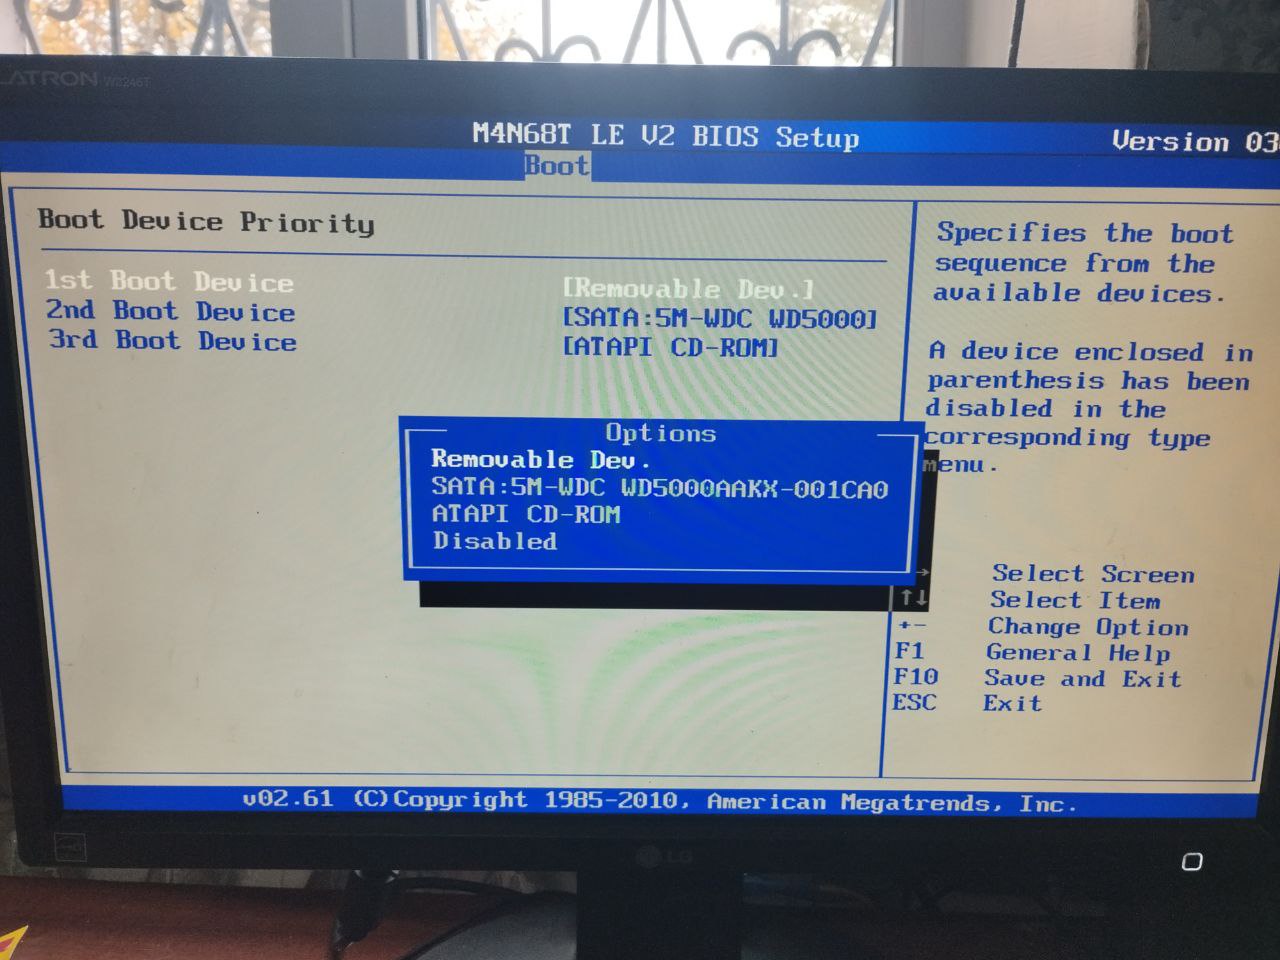 ATRON W2246T
M4N68T LE V2 BIOS Setup Version 03
Boot
Boot Device Priority
1st Boot Device [Removable Dev.]
2nd Boot Device [SATA:5M-WDC WD5000]
3rd Boot Device [ATAPI CD-ROM]
Options
Removable Dev.
SATA:5M-WDC WD5000AAKX-001CA0
ATAPI CD-ROM
Disabled
Specifies the boot
sequence from the
available devices.
A device enclosed in
parenthesis has been
disabled in the
corresponding type
menu.
→ Select Screen
↑↓ Select Item
+- Change Option
F1 General Help
F10 Save and Exit
ESC Exit
v02.61 (C)Copyright 1985-2010, American Megatrends, Inc.
LG